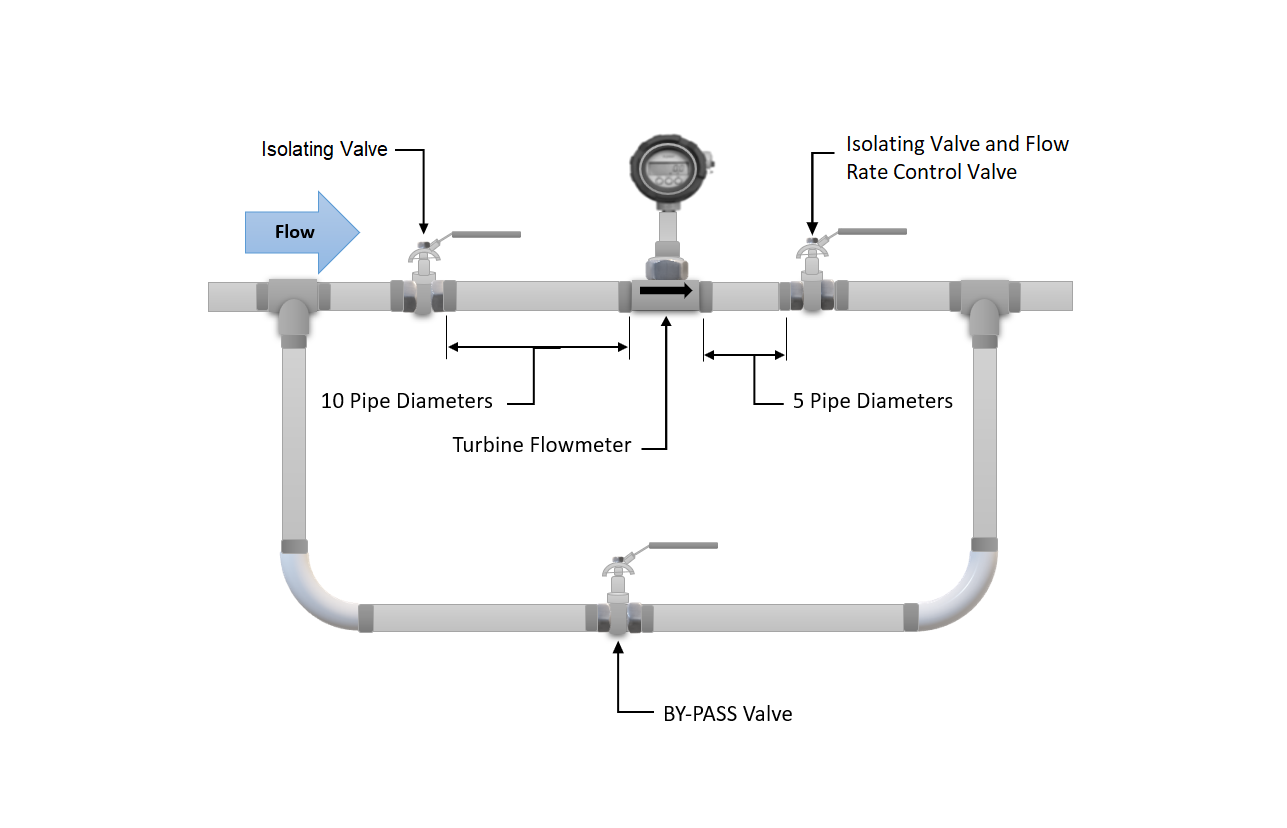 Isolating Valve
Isolating Valve and Flow
Rate Control Valve
Flow
10 Pipe Diameters
5 Pipe Diameters
Turbine Flowmeter
BY-PASS Valve